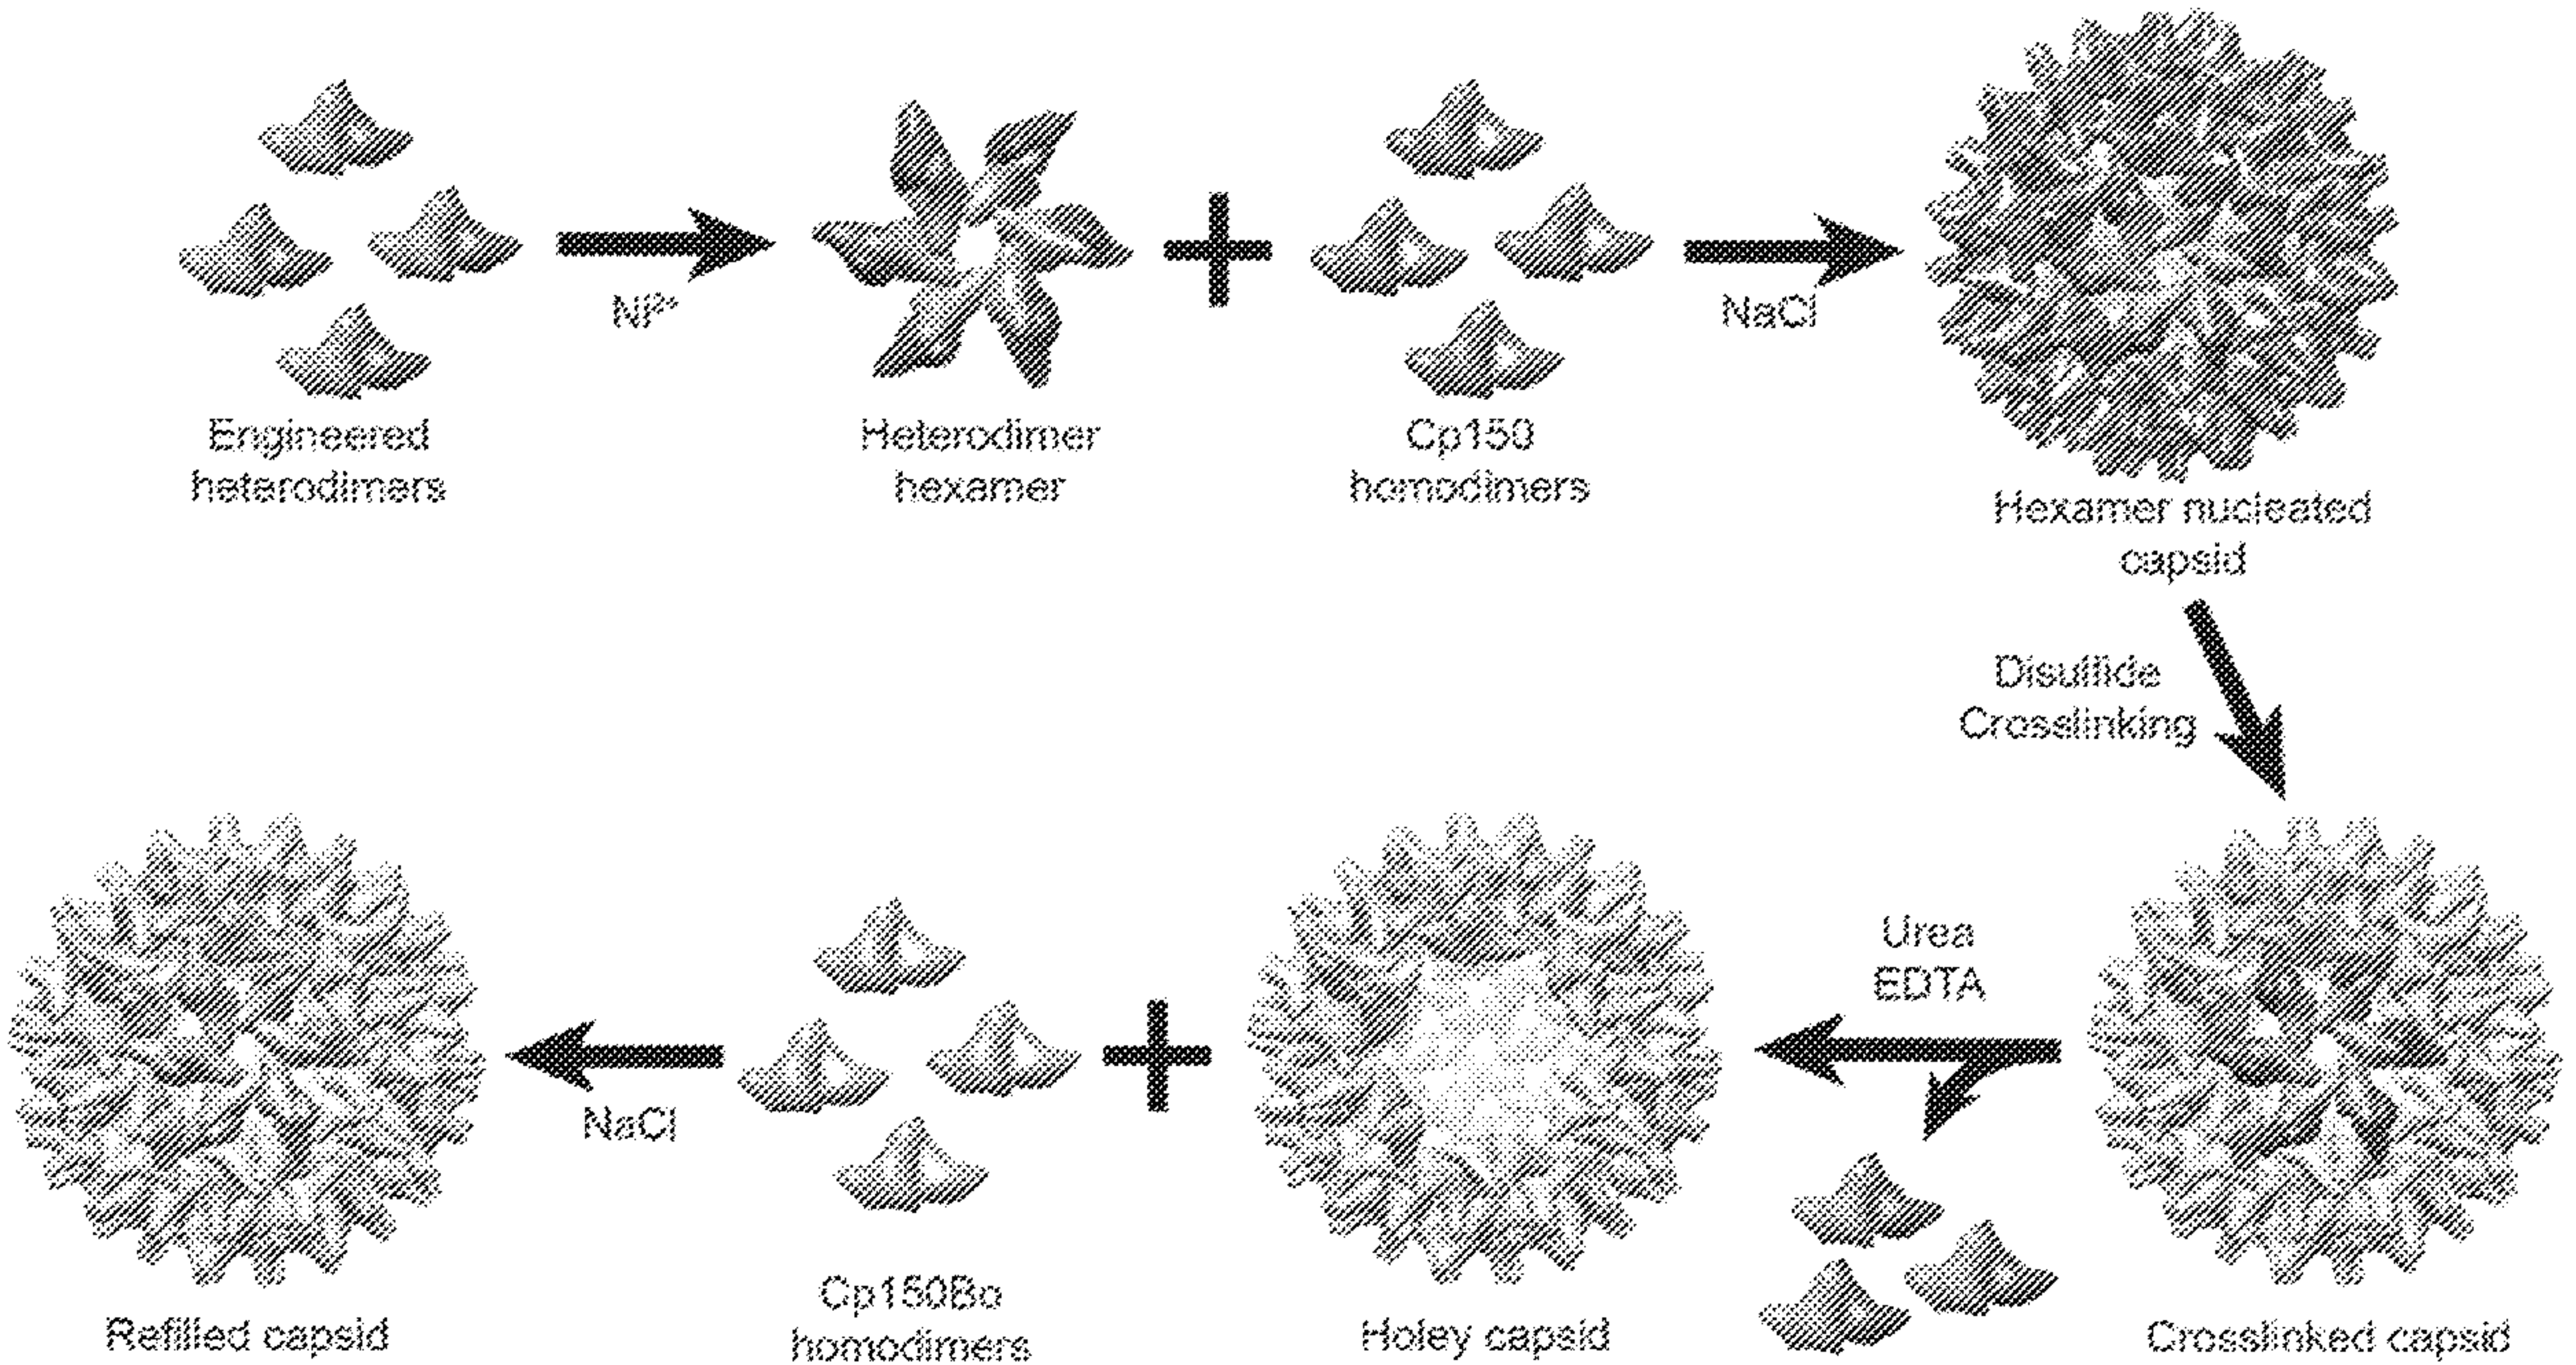 Engineered
heterodimers
Ni²⁺
Heterodimer
hexamer
Cp150
homodimers
NaCl
Hexamer nucleated
capsid
Disulfide
Crosslinking
Urea
EDTA
Crosslinked capsid
Holey capsid
Cp150Bo
homodimers
NaCl
Refilled capsid